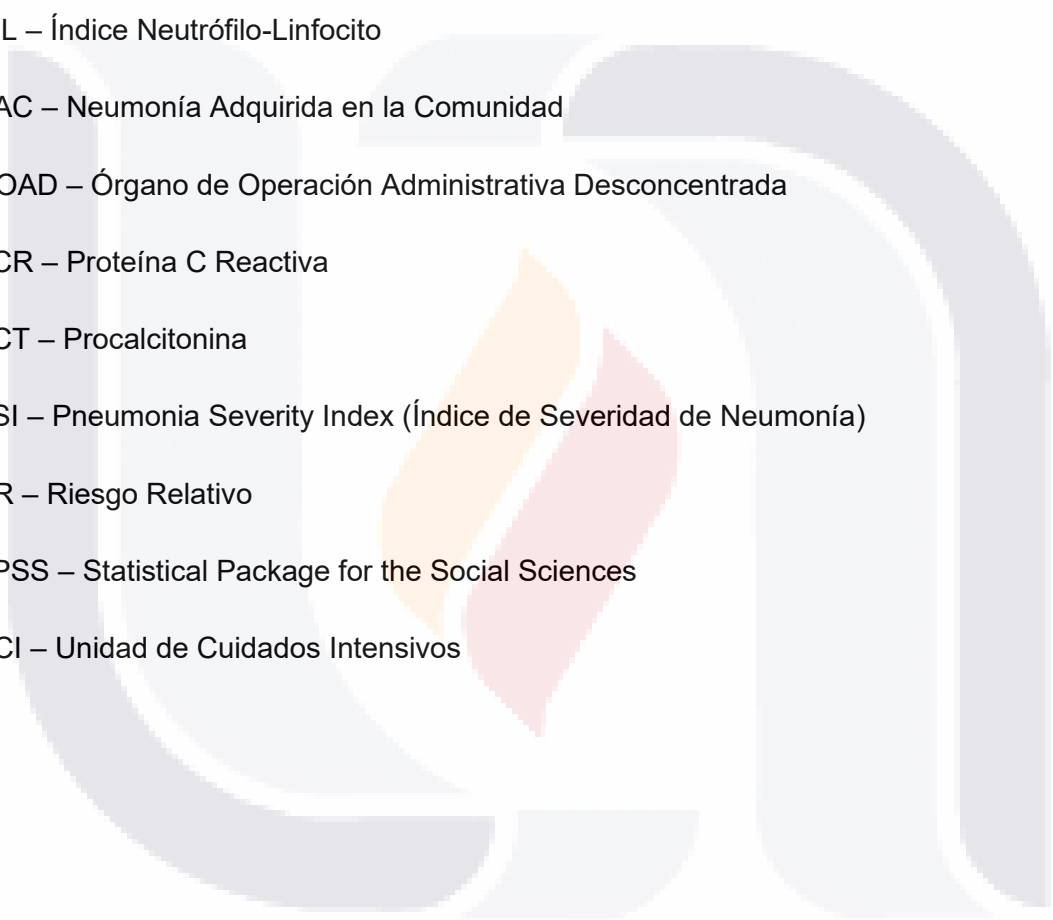 L – Índice Neutrófilo-Linfocito
AC – Neumonía Adquirida en la Comunidad
OAD – Órgano de Operación Administrativa Desconcentrada
CR – Proteína C Reactiva
CT – Procalcitonina
SI – Pneumonia Severity Index (Índice de Severidad de Neumonía)
R – Riesgo Relativo
PSS – Statistical Package for the Social Sciences
CI – Unidad de Cuidados Intensivos